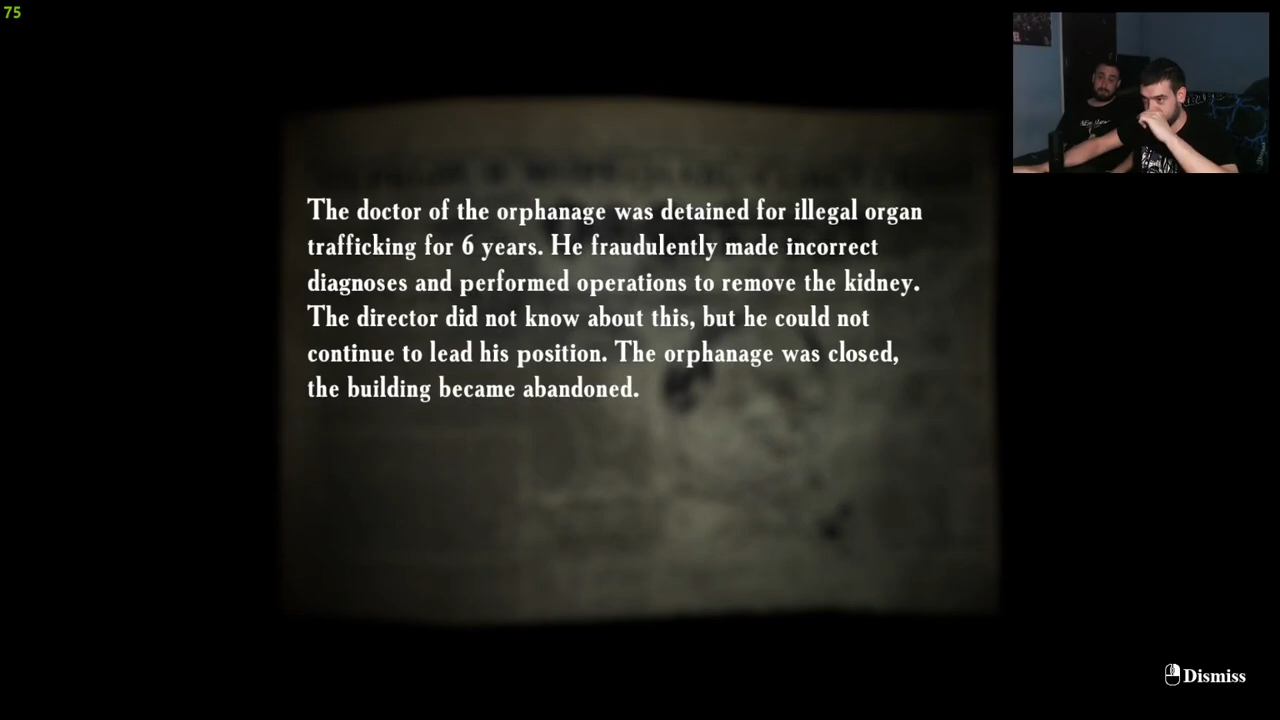 75
The doctor of the orphanage was detained for illegal organ
trafficking for 6 years. He fraudulently made incorrect
diagnoses and performed operations to remove the kidney.
The director did not know about this, but he could not
continue to lead his position. The orphanage was closed,
the building became abandoned.
Dismiss